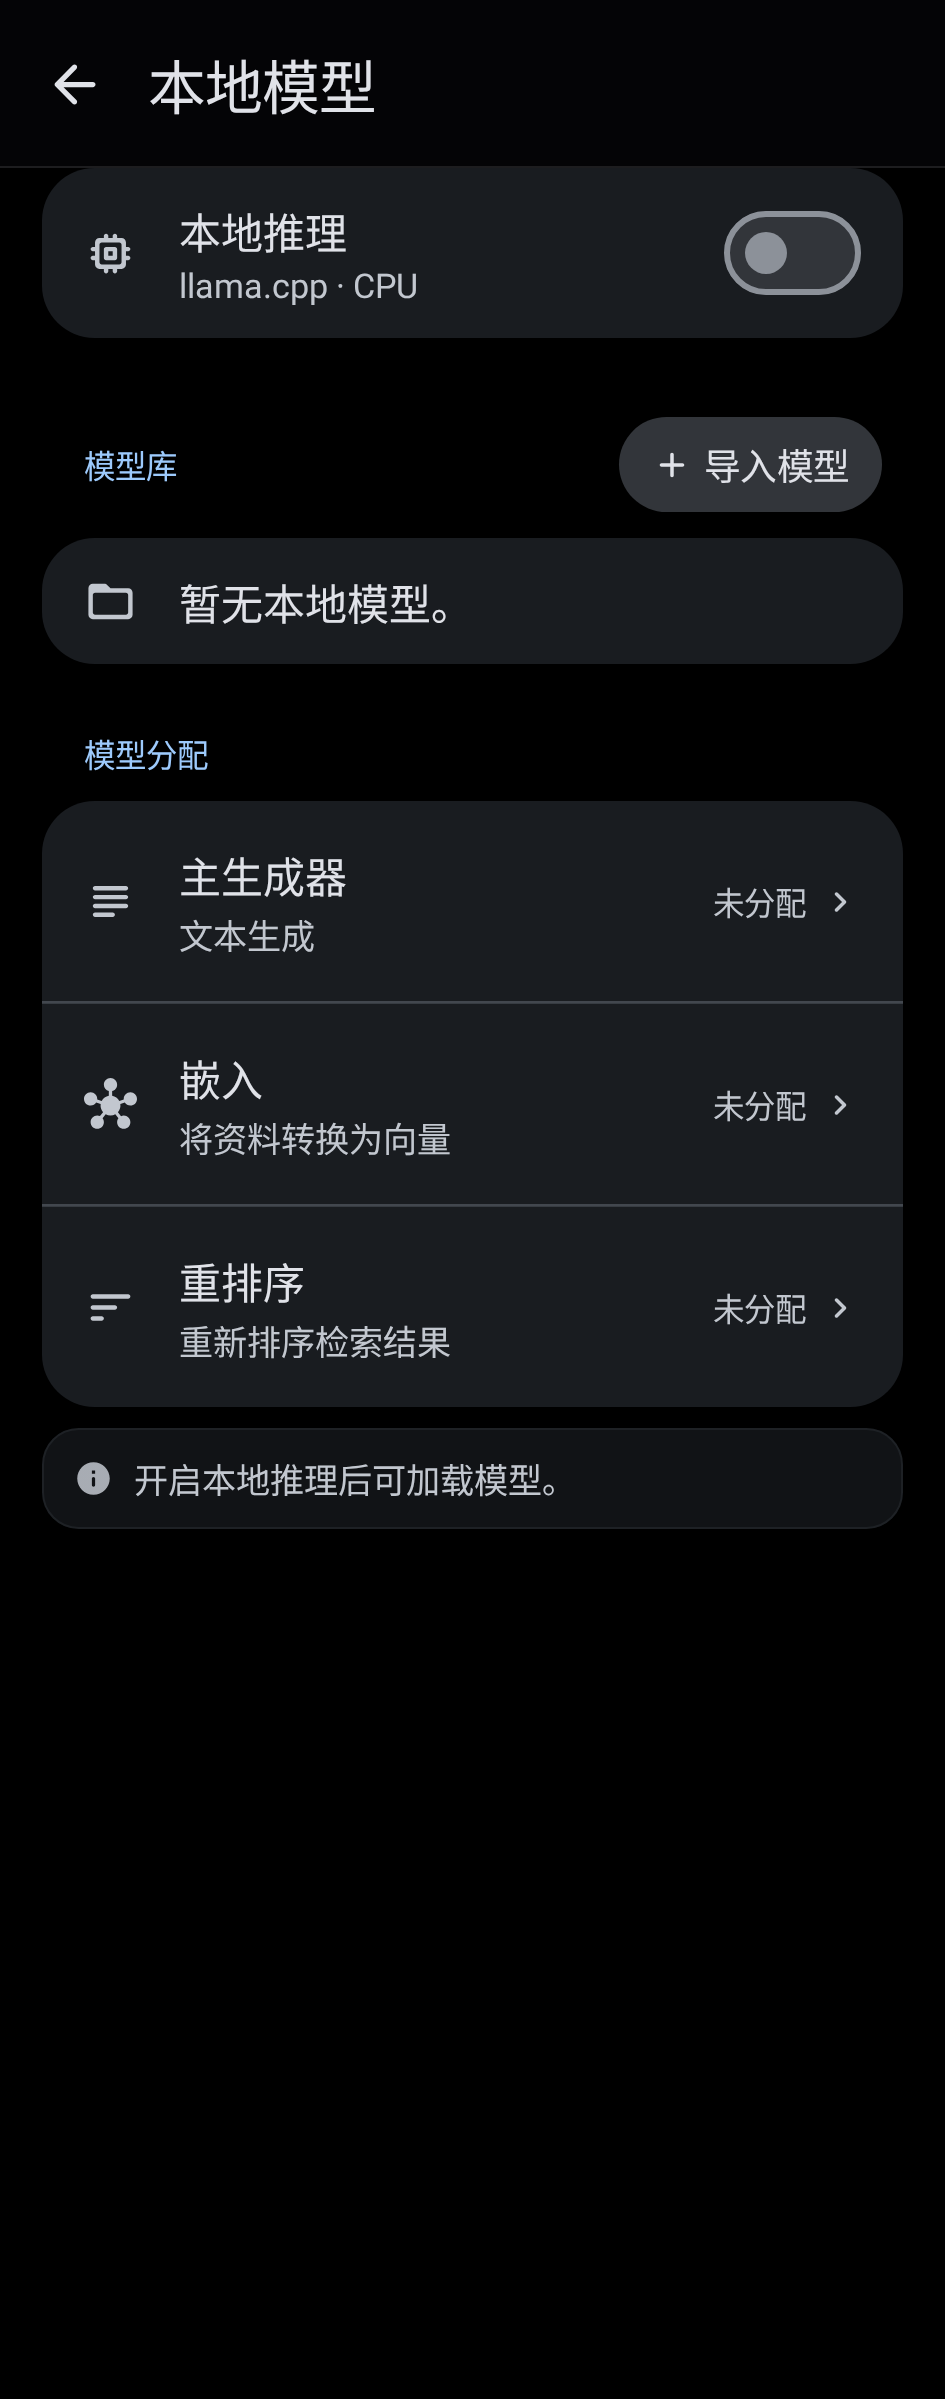 本地模型
本地推理
llama.cpp · CPU
模型库
+ 导入模型
暂无本地模型。
模型分配
主生成器
文本生成
未分配
嵌入
将资料转换为向量
未分配
重排序
重新排序检索结果
未分配
开启本地推理后可加载模型。